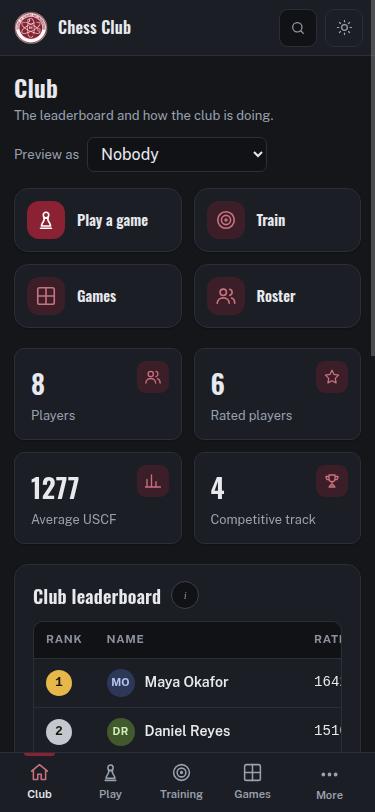 Chess Club
Club
The leaderboard and how the club is doing.
Preview as Nobody
Play a game Train
Games Roster
8 6
Players Rated players
1277 4
Average USCF Competitive track
Club leaderboard i
RANK NAME
1 MO Maya Okafor
2 DR Daniel Reyes
Club Play Training Games More